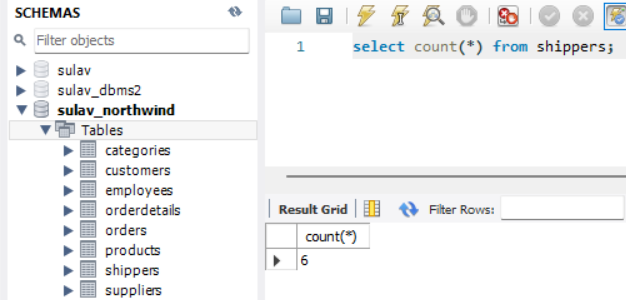 SCHEMAS
Filter objects
sulav
sulav_dbms2
sulav_northwind
Tables
categories
customers
employees
orderdetails
orders
products
shippers
suppliers
1 select count(*) from shippers;
Result Grid Filter Rows:
count(*)
6